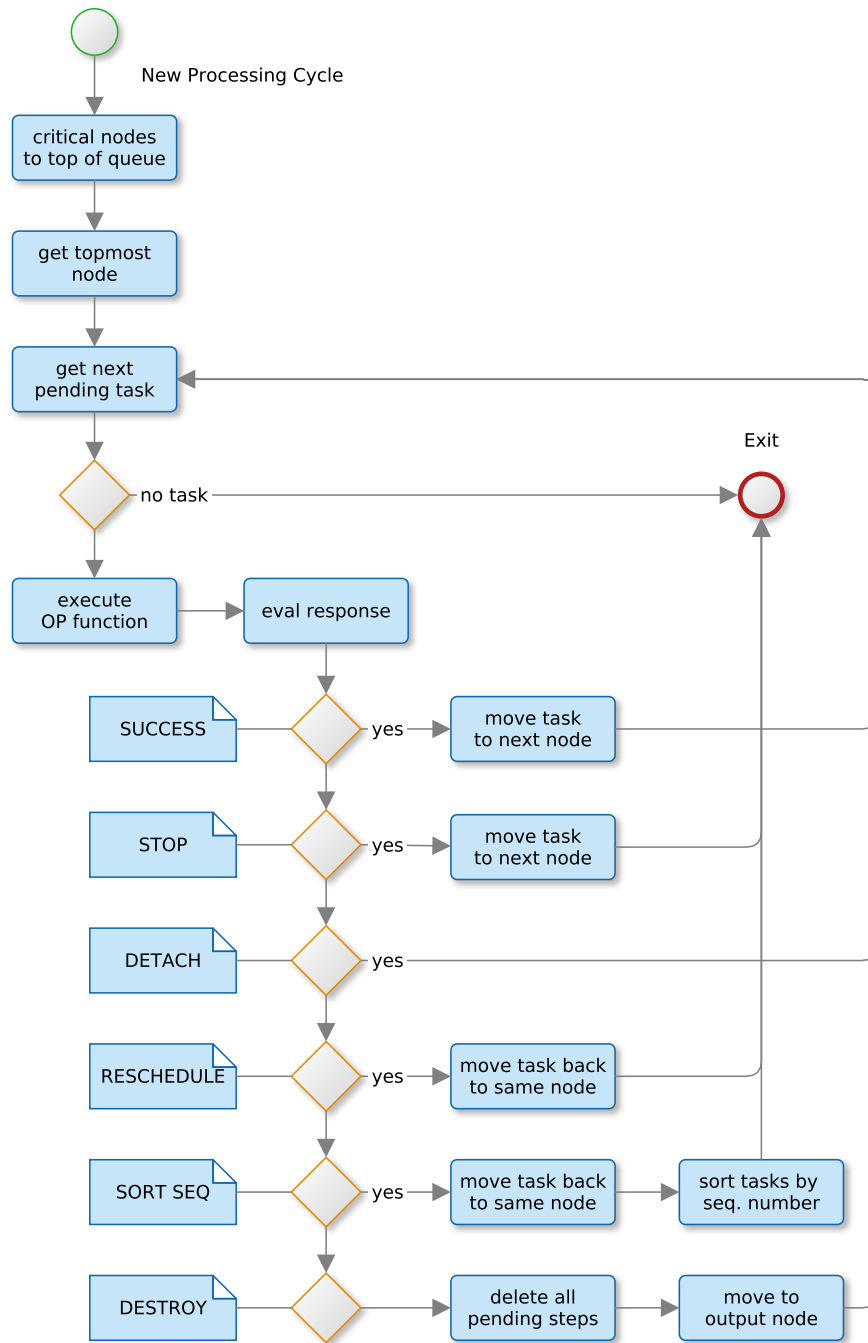 New Processing Cycle
critical nodes
to top of queue
get topmost
node
get next
pending task
Exit
no task
execute
OP function
eval response
SUCCESS
yes
move task
to next node
STOP
yes
move task
to next node
DETACH
yes
RESCHEDULE
yes
move task back
to same node
SORT SEQ
yes
move task back
to same node
sort tasks by
seq. number
DESTROY
delete all
pending steps
move to
output node